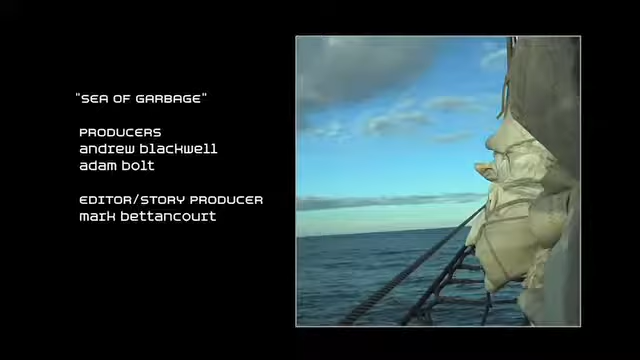 "SEA OF GARBAGE"
PRODUCERS
andrew blackwell
adam bolt
EDITOR/STORY PRODUCER
mark bettancourt